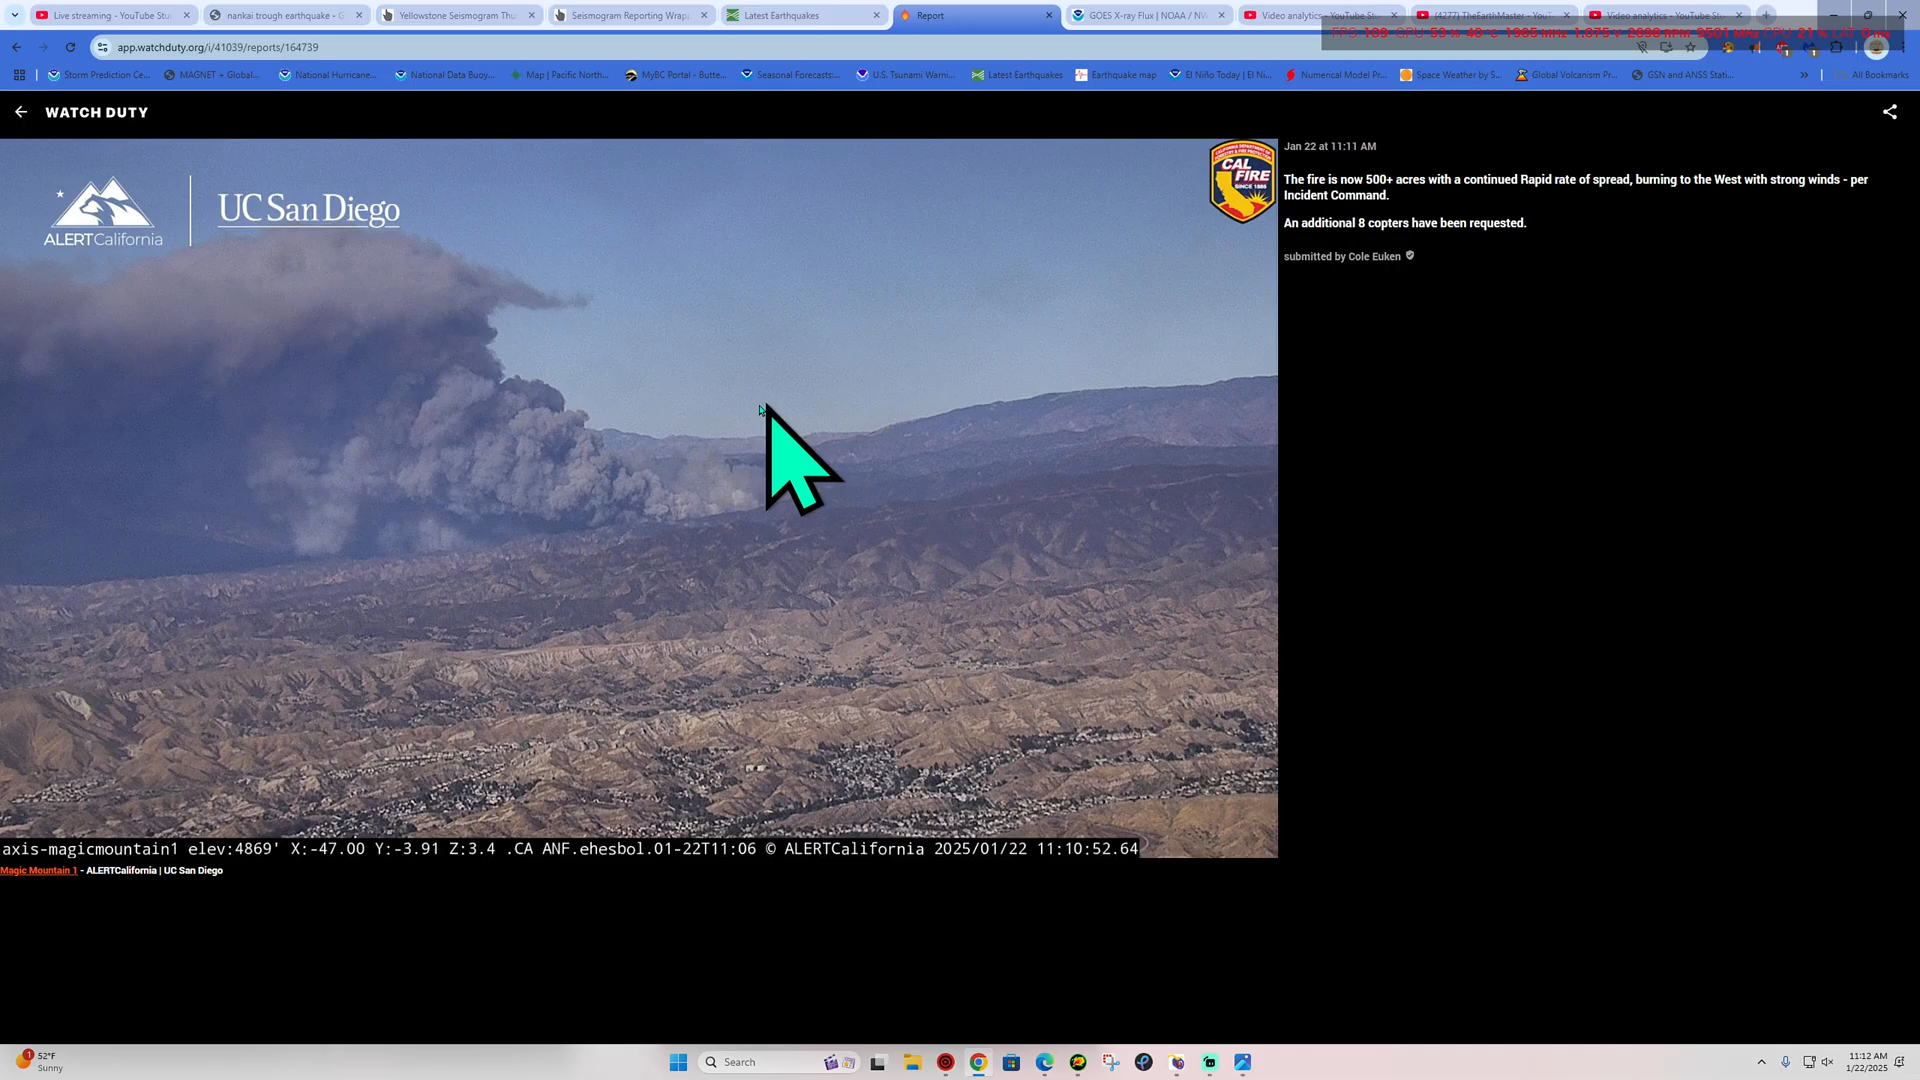 Live streaming - YouTube Stu
nankai trough earthquake - G
Yellowstone Seismogram Thu
Seismogram Reporting Wrap
Latest Earthquakes
Report
GOES X-ray Flux | NOAA / NW
Video analytics - YouTube Stu
(4277) TheEarthMaster - YouT
Video analytics - YouTube Stu
app.watchduty.org/i/41039/reports/164739
Storm Prediction Ce...
MAGNET + Global...
National Hurricane...
National Data Buoy...
Map | Pacific North...
MyBC Portal - Butte...
Seasonal Forecasts:...
U.S. Tsunami Warni...
Latest Earthquakes
Earthquake map
El Niño Today | El Ni...
Numerical Model Pr...
Space Weather by S...
Global Volcanism Pr...
GSN and ANSS Stati...
All Bookmarks
WATCH DUTY
ALERTCalifornia
UC San Diego
CAL FIRE
SINCE 1885
Jan 22 at 11:11 AM
The fire is now 500+ acres with a continued Rapid rate of spread, burning to the West with strong winds - per
Incident Command.
An additional 8 copters have been requested.
submitted by Cole Euken
axis-magicmountain1 elev:4869' X:-47.00 Y:-3.91 Z:3.4 .CA ANF.ehesbol.01-22T11:06 © ALERTCalifornia 2025/01/22 11:10:52.64
Magic Mountain 1 - ALERTCalifornia | UC San Diego
1
52°F
Sunny
Search
11:12 AM
1/22/2025